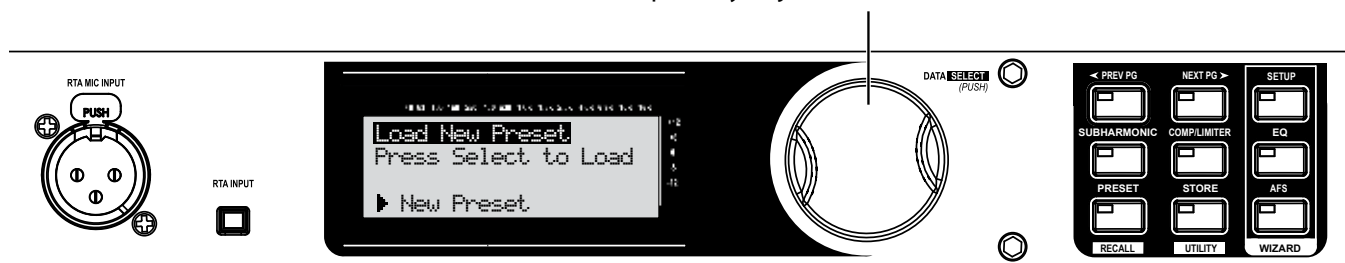 RTA MIC INPUT
PUSH
RTA INPUT
Load New Preset
Press Select to Load
New Preset
DATA SELECT
(PUSH)
PREV PG
NEXT PG
SETUP
SUBHARMONIC
COMP/LIMITER
EQ
PRESET
STORE
AFS
RECALL
UTILITY
WIZARD